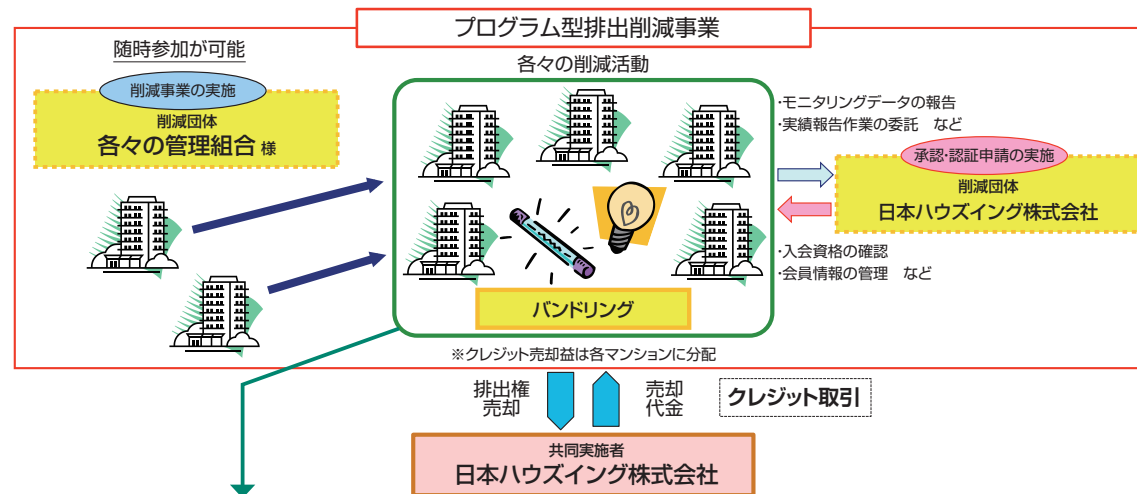 プログラム型排出削減事業
随時参加が可能
削減事業の実施
削減団体
各々の管理組合 様
各々の削減活動
バンドリング
※クレジット売却益は各マンションに分配
・モニタリングデータの報告
・実績報告作業の委託 など
承認・認証申請の実施
削減団体
日本ハウズイング株式会社
・入会資格の確認
・会員情報の管理 など
排出権
売却
売却
代金
クレジット取引
共同実施者
日本ハウズイング株式会社